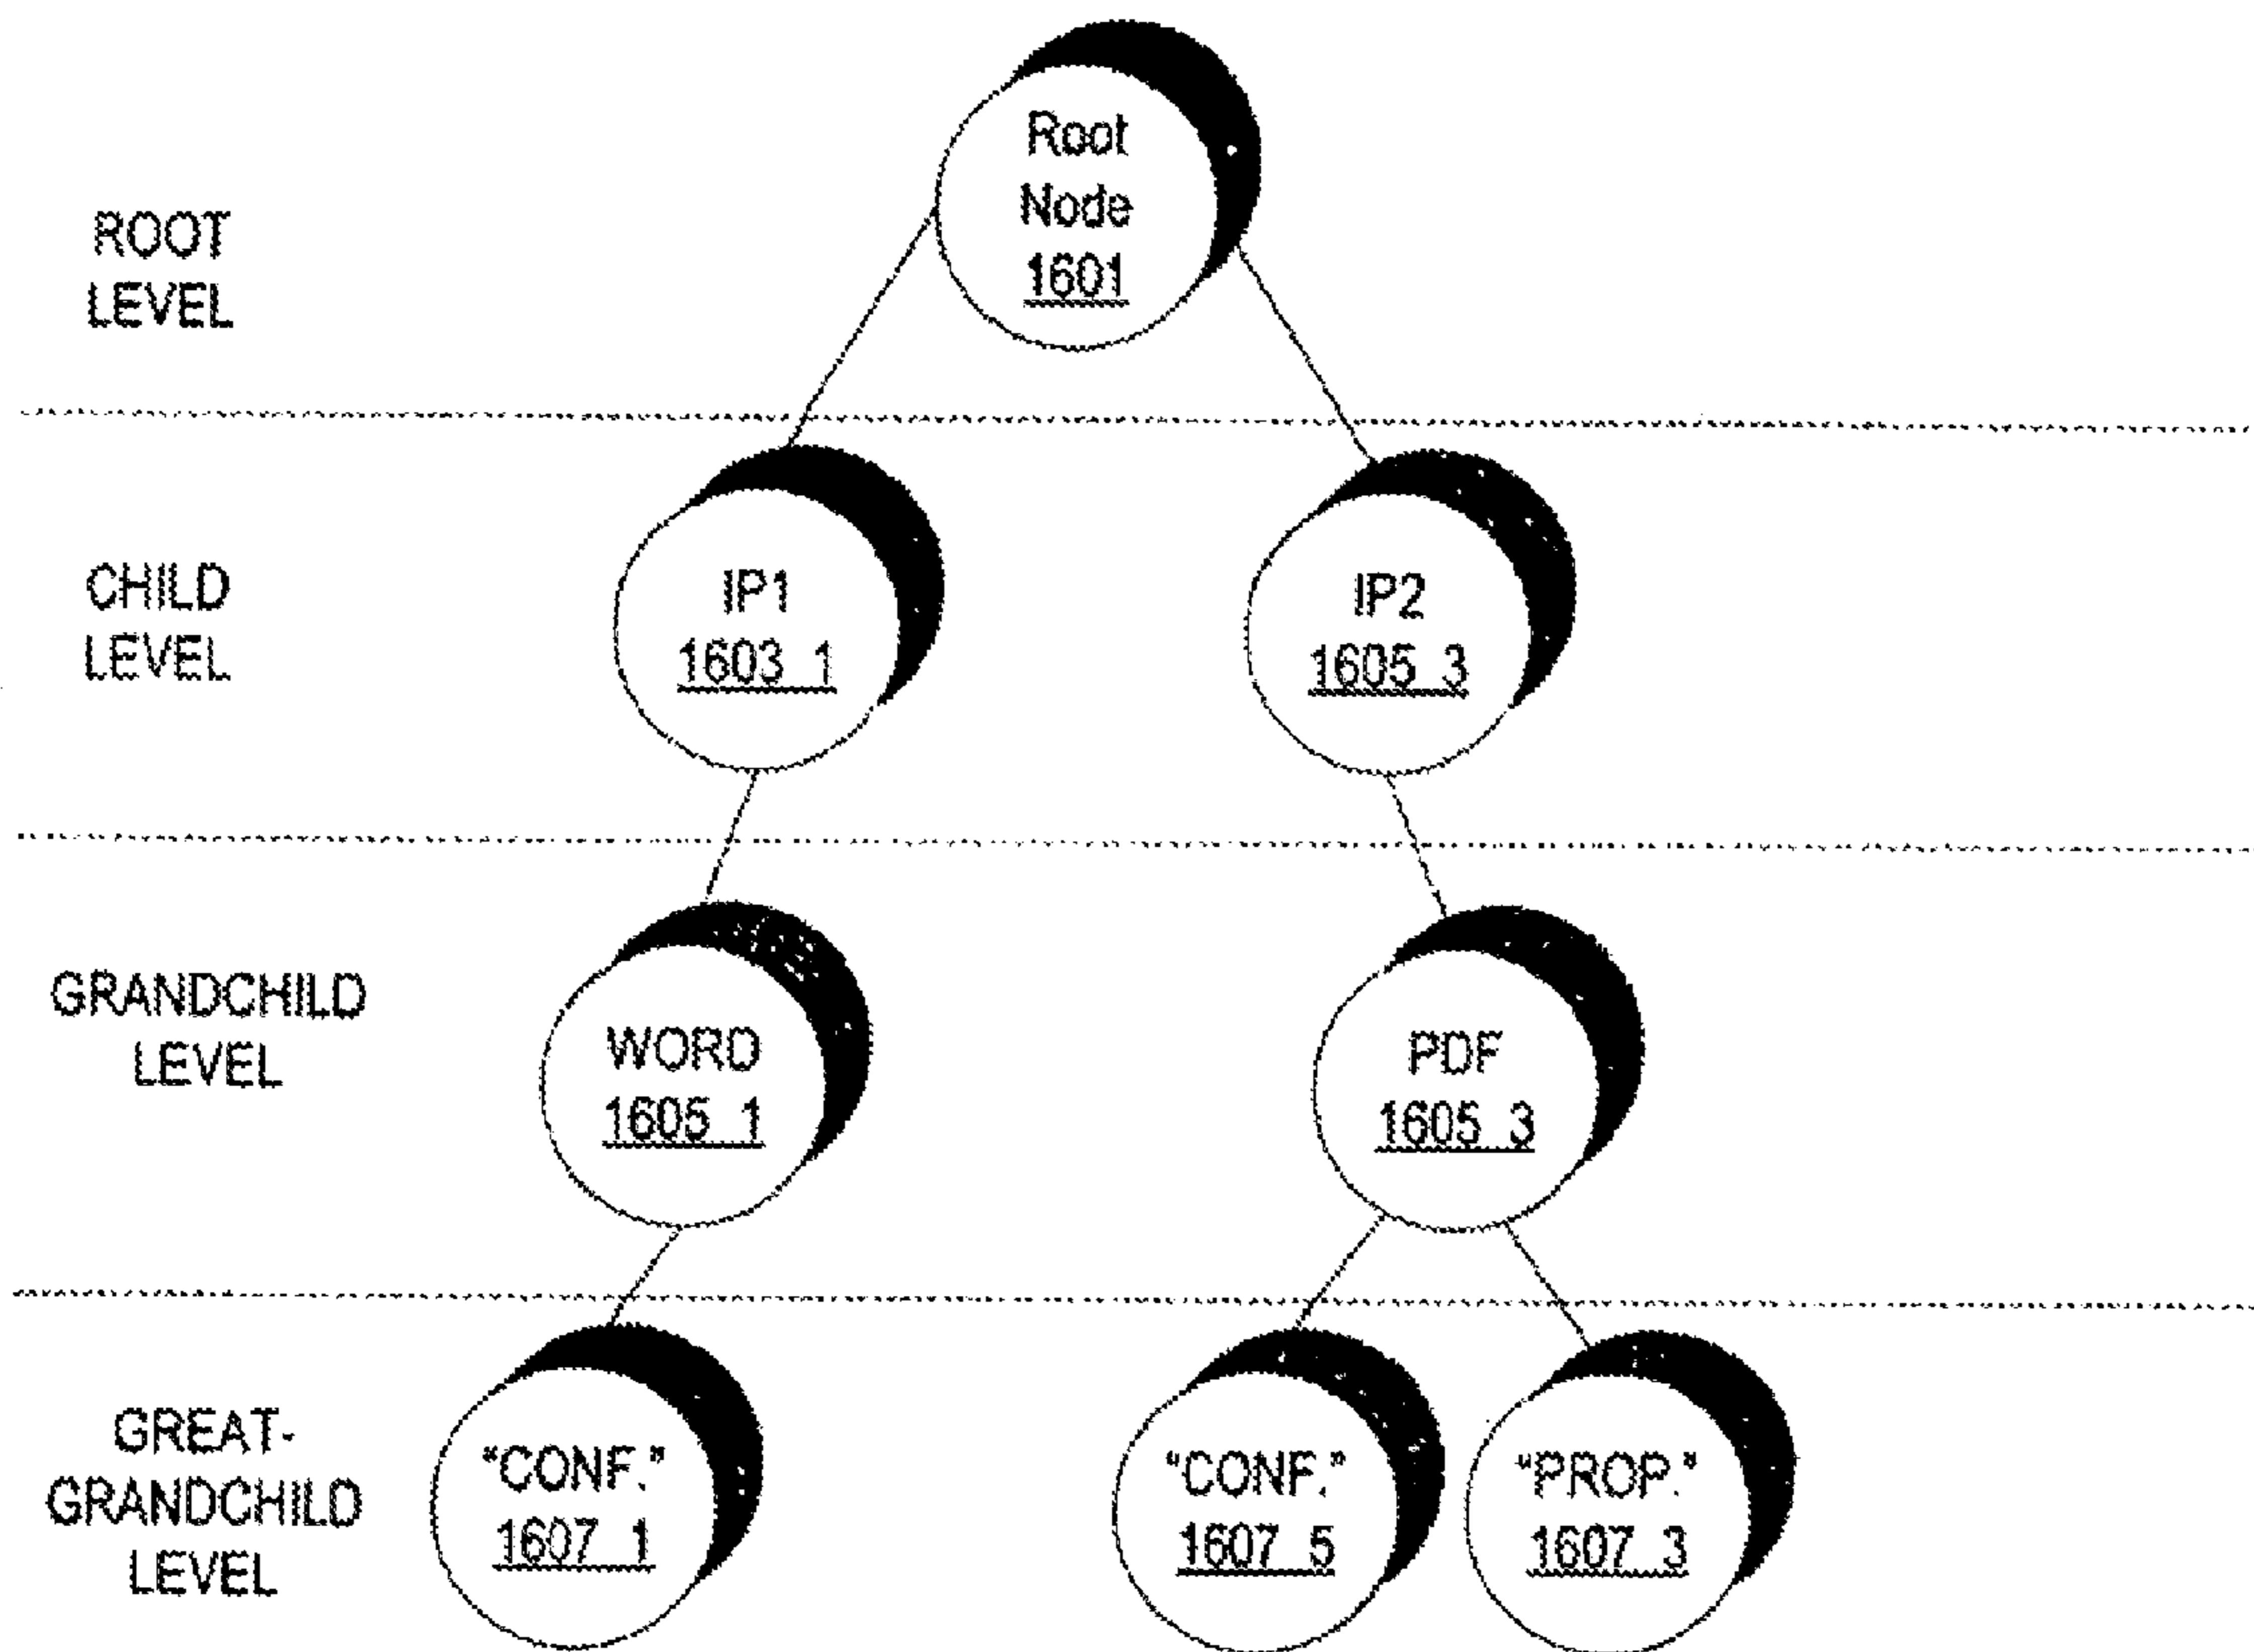 Root
Node
1601
ROOT
LEVEL
CHILD
LEVEL
IP1
1603_1
IP2
1605_3
GRANDCHILD
LEVEL
WORD
1605_1
PDF
1605_3
GREAT-
GRANDCHILD
LEVEL
"CONF."
1607_1
"CONF."
1607_5
"PROP."
1607_3